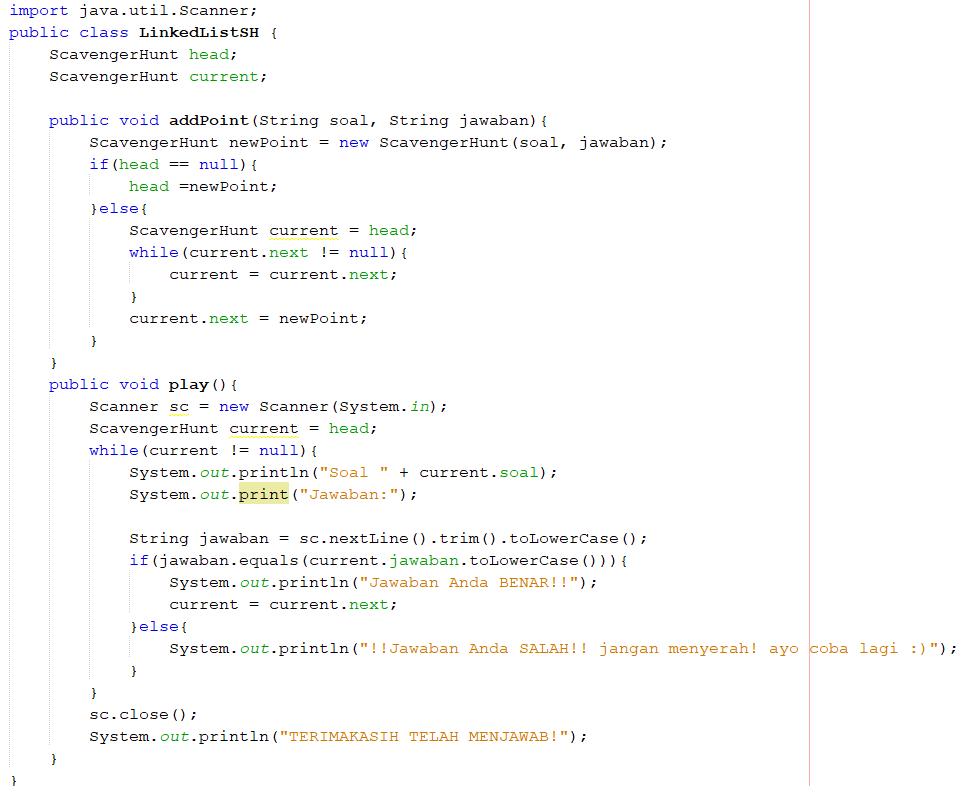 import java.util.Scanner;
public class LinkedListSH {
    ScavengerHunt head;
    ScavengerHunt current;

    public void addPoint(String soal, String jawaban){
        ScavengerHunt newPoint = new ScavengerHunt(soal, jawaban);
        if(head == null){
            head =newPoint;
        }else{
            ScavengerHunt current = head;
            while(current.next != null){
                current = current.next;
            }
            current.next = newPoint;
        }
    }
    public void play(){
        Scanner sc = new Scanner(System.in);
        ScavengerHunt current = head;
        while(current != null){
            System.out.println("Soal " + current.soal);
            System.out.print("Jawaban:");

            String jawaban = sc.nextLine().trim().toLowerCase();
            if(jawaban.equals(current.jawaban.toLowerCase())){
                System.out.println("Jawaban Anda BENAR!!");
                current = current.next;
            }else{
                System.out.println("!!Jawaban Anda SALAH!! jangan menyerah! ayo coba lagi :)");
            }
        }
        sc.close();
        System.out.println("TERIMAKASIH TELAH MENJAWAB!");
    }
}